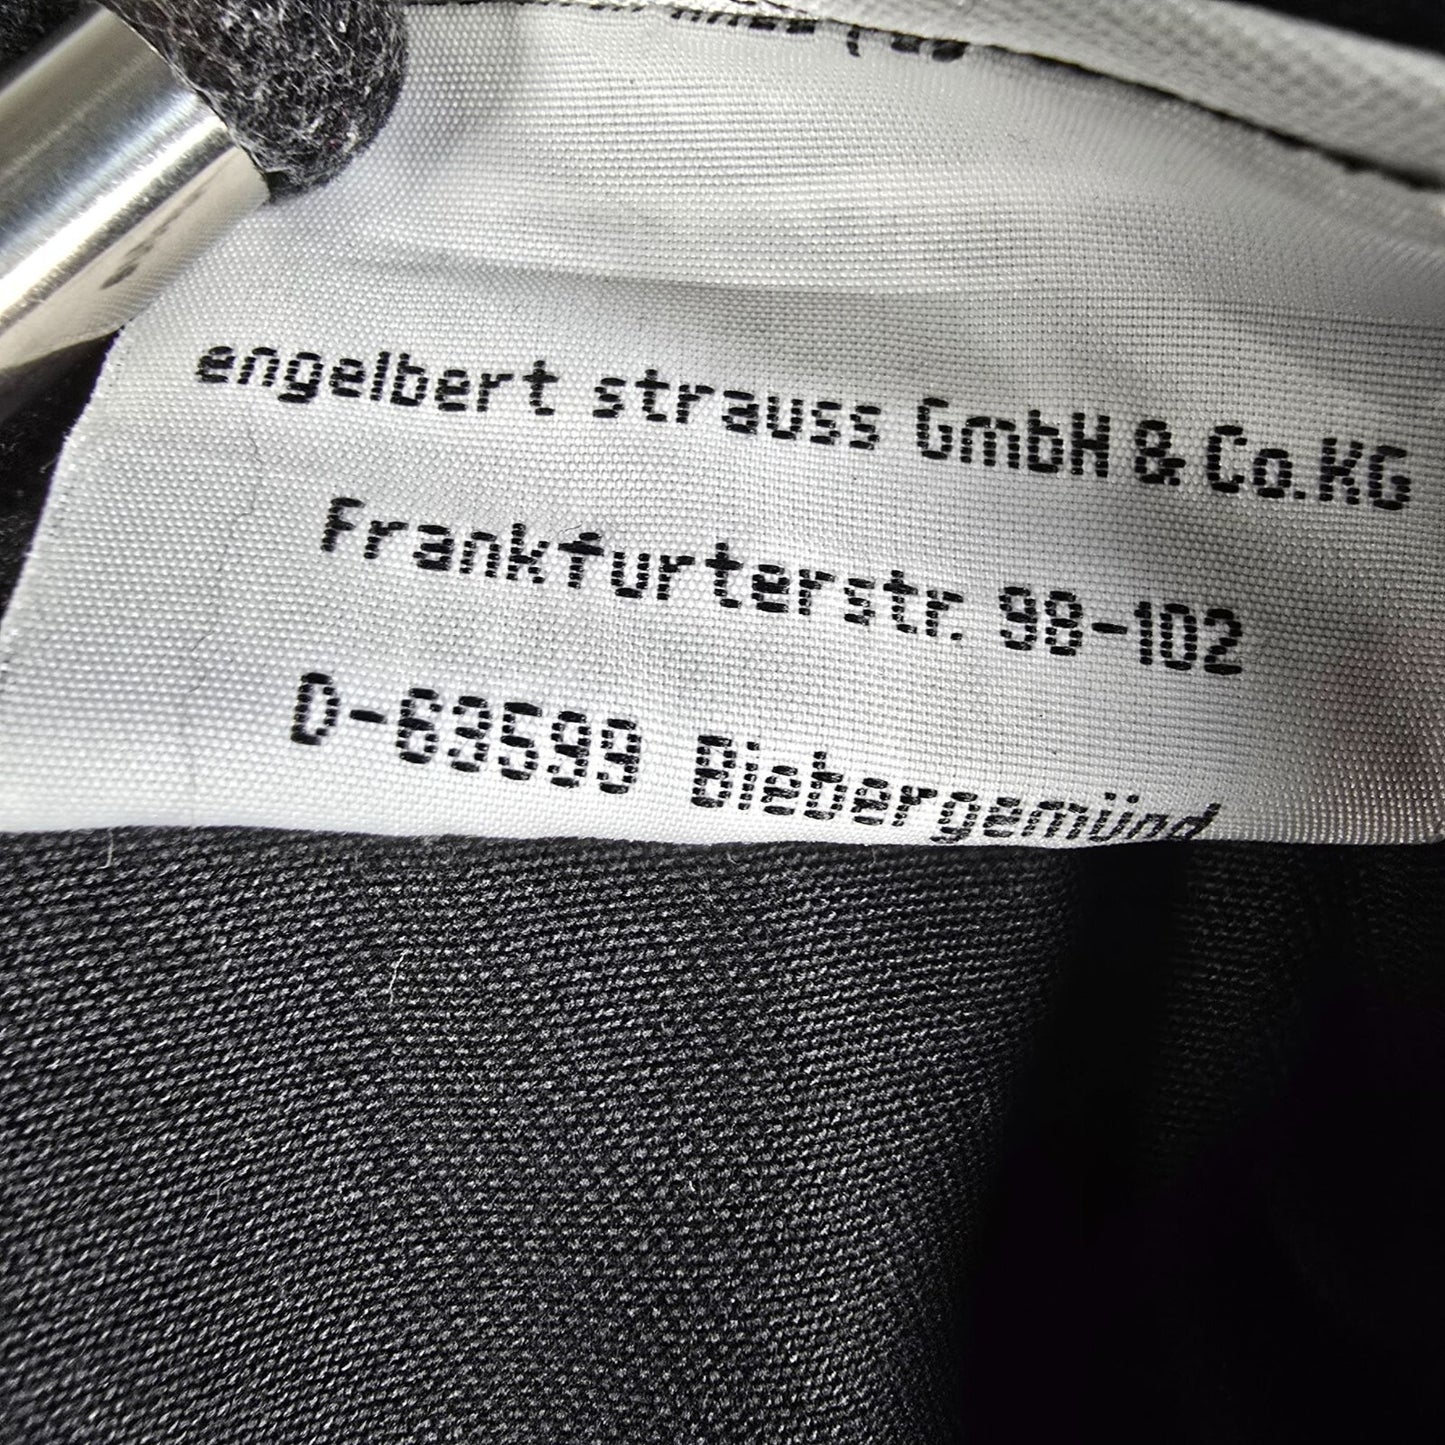 engelbert strauss GmbH & Co.KG
Frankfurterstr. 98-102
D-63599 Biebergemünd